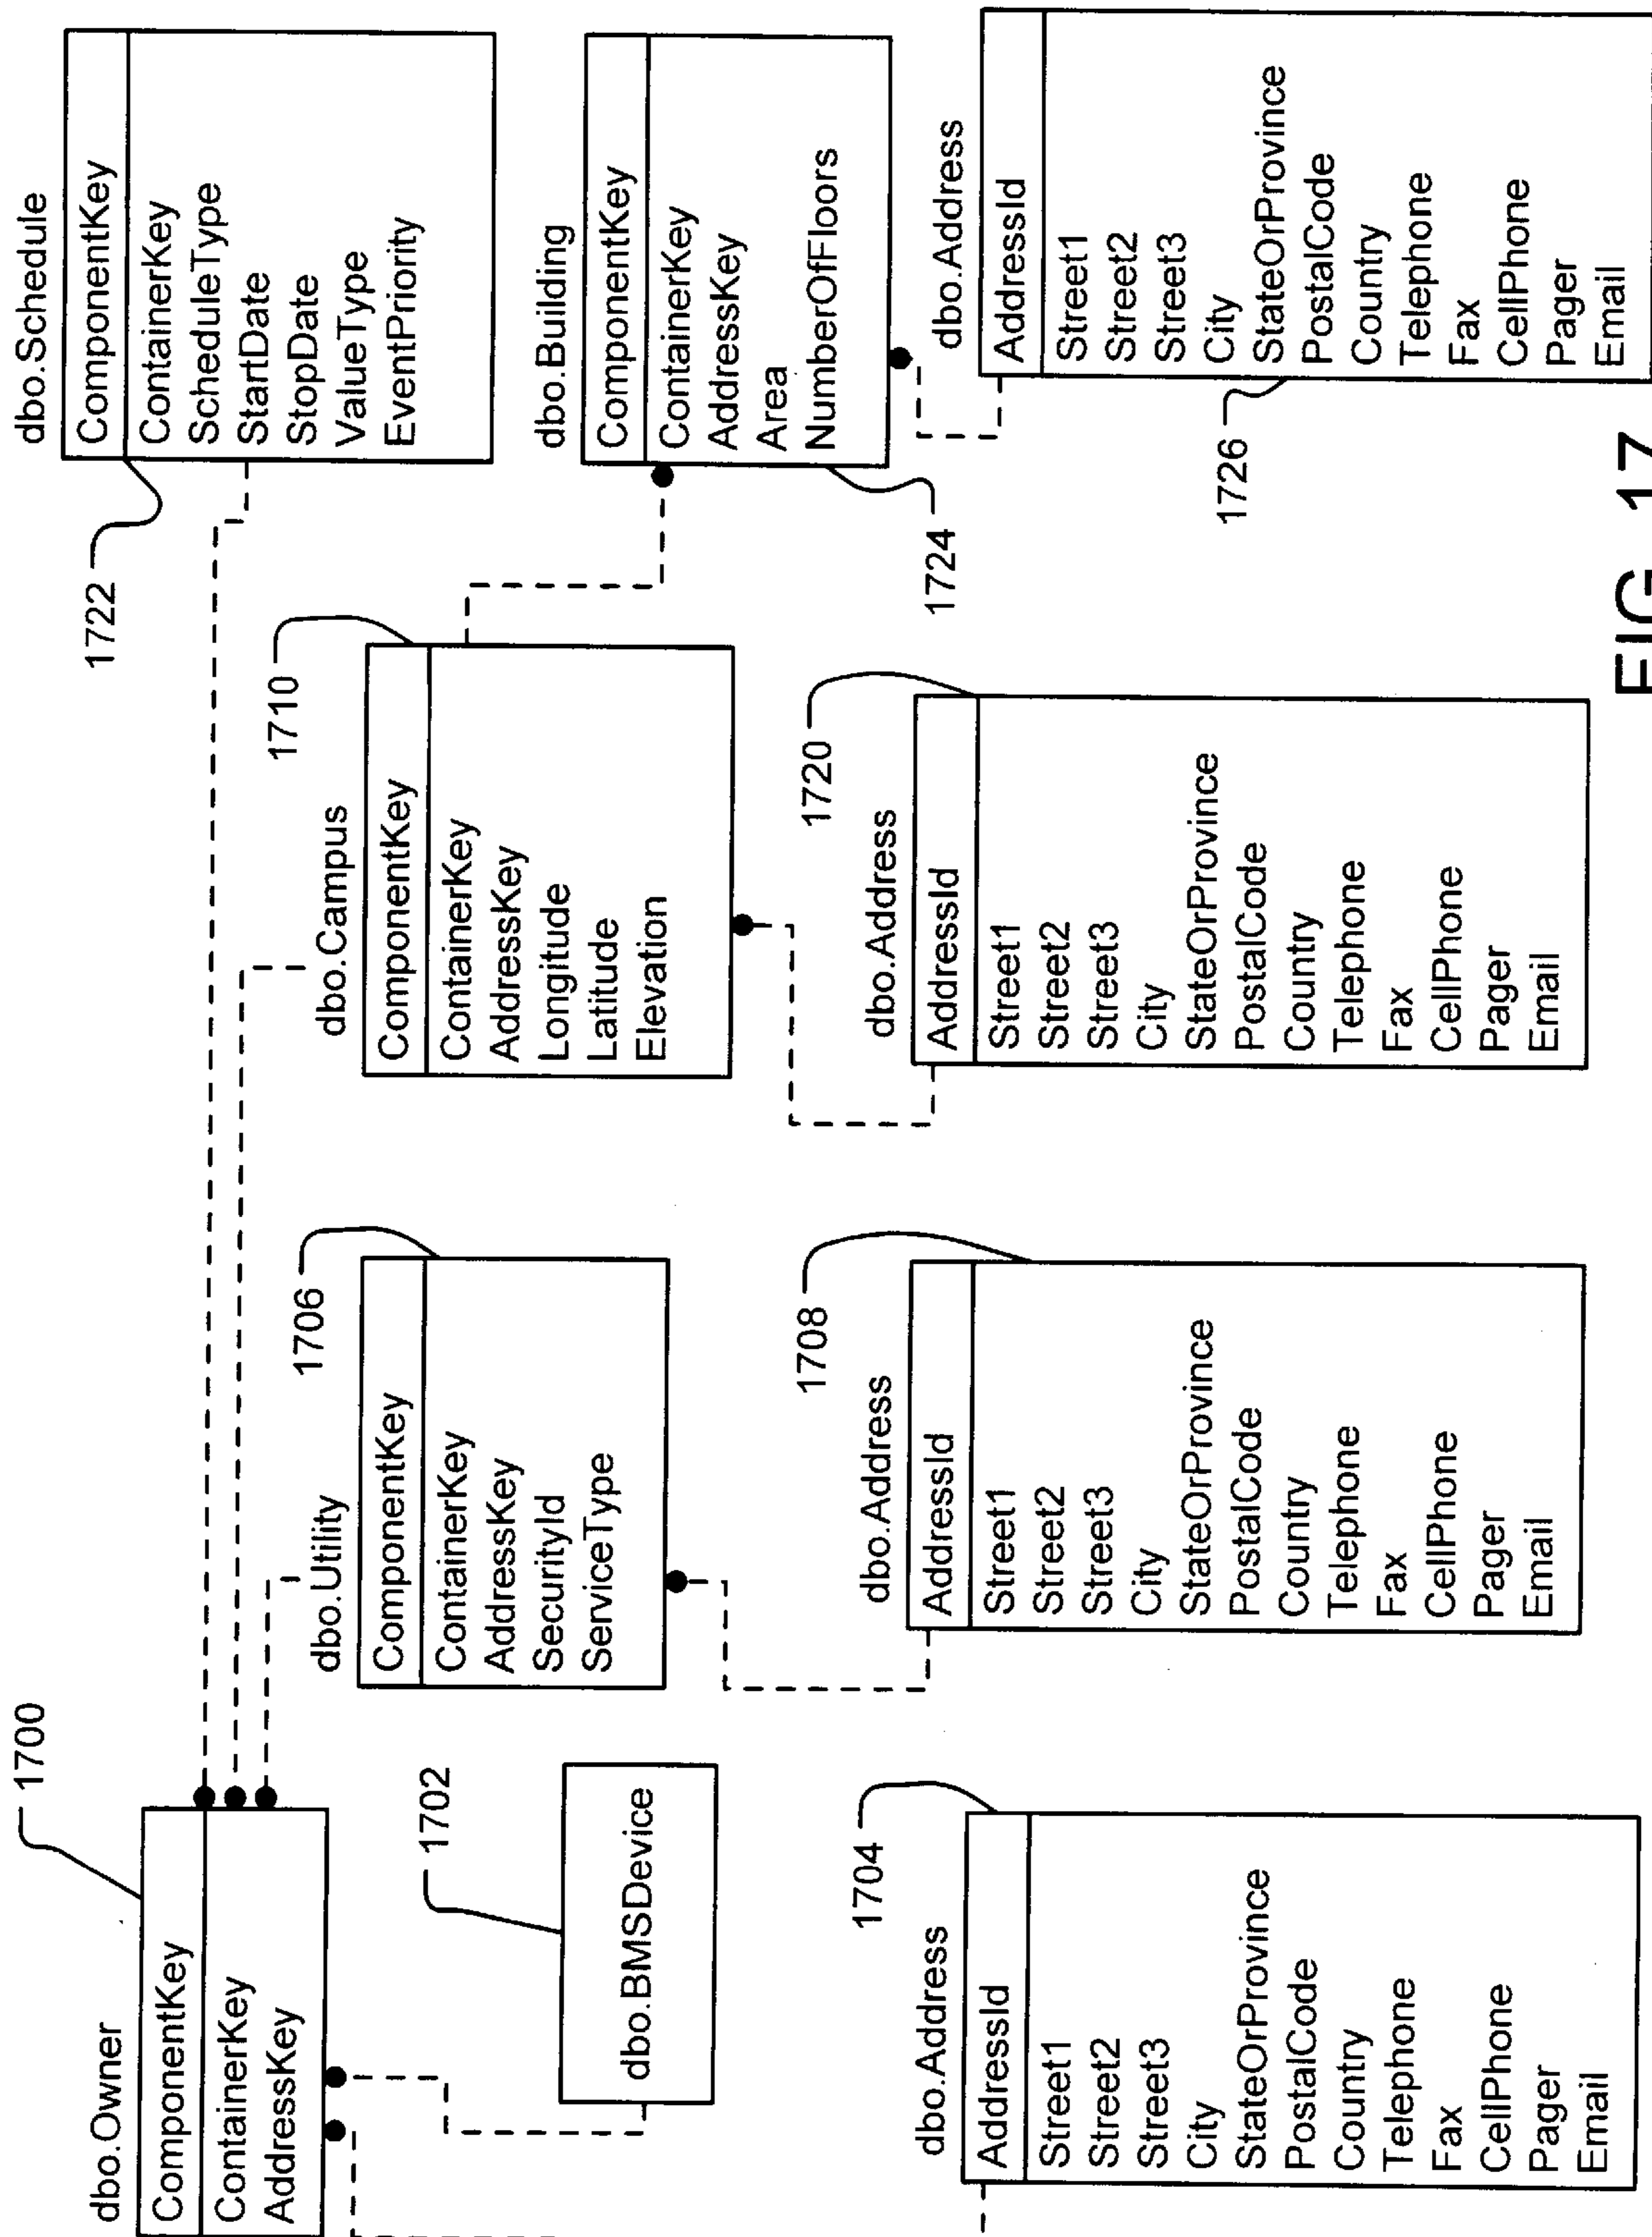 dbo.Owner
1700
ComponentKey
ContainerKey
AddressKey
1702
dbo.BMSDevice
dbo.Address
1704
AddressId
Street1
Street2
Street3
City
StateOrProvince
PostalCode
Country
Telephone
Fax
CellPhone
Pager
Email
dbo.Utility
1706
ComponentKey
ContainerKey
AddressKey
SecurityId
ServiceType
dbo.Address
1708
AddressId
Street1
Street2
Street3
City
StateOrProvince
PostalCode
Country
Telephone
Fax
CellPhone
Pager
Email
dbo.Campus
1710
ComponentKey
ContainerKey
AddressKey
Longitude
Latitude
Elevation
dbo.Address
1720
AddressId
Street1
Street2
Street3
City
StateOrProvince
PostalCode
Country
Telephone
Fax
CellPhone
Pager
Email
dbo.Schedule
1722
ComponentKey
ContainerKey
ScheduleType
StartDate
StopDate
ValueType
EventPriority
dbo.Building
ComponentKey
ContainerKey
AddressKey
Area
NumberOfFloors
1724
dbo.Address
AddressId
Street1
Street2
Street3
City
StateOrProvince
PostalCode
Country
Telephone
Fax
CellPhone
Pager
Email
1726
FIG 17